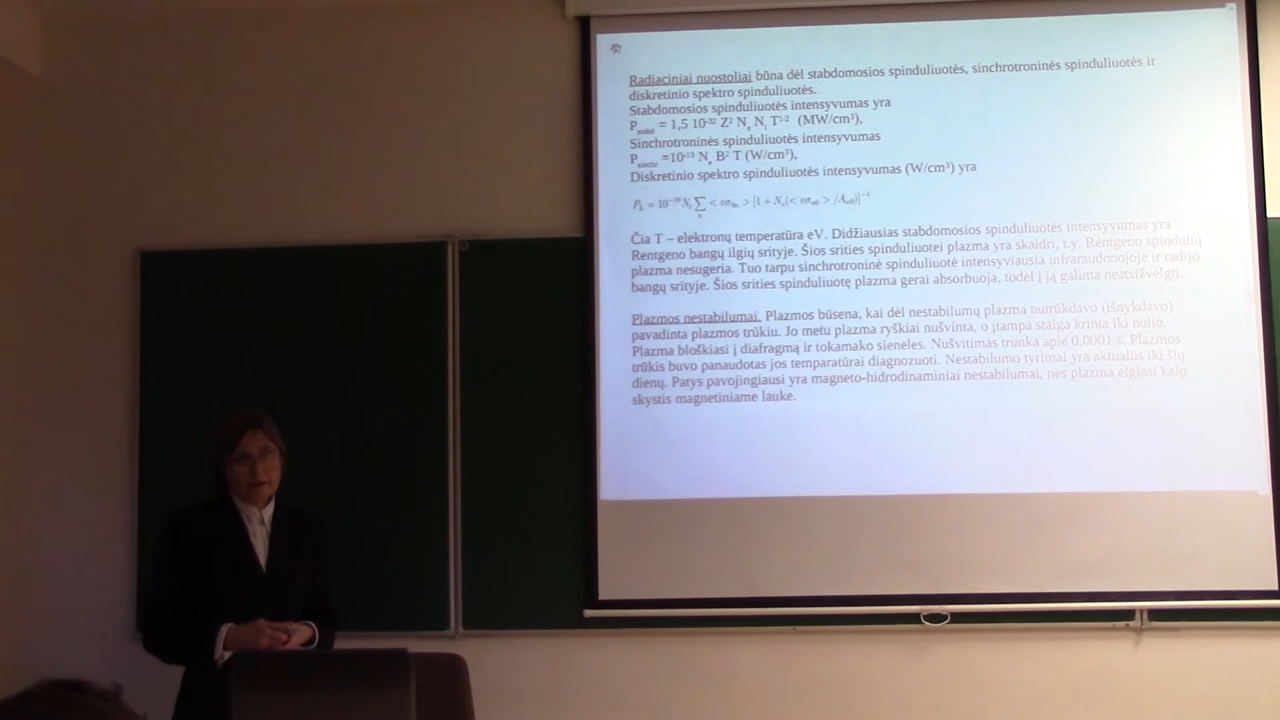 Radiaciniai nuostoliai būna dėl stabdomosios spinduliuotės, sinchrotroninės spinduliuotės ir
diskretinio spektro spinduliuotės.
Stabdomosios spinduliuotės intensyvumas yra
P_stabd = 1,5 10⁻³² Z² Nₑ Nᵢ T¹ᐟ² (MW/cm³),
Sinchrotroninės spinduliuotės intensyvumas
P =10⁻¹³ Nₑ B² T (W/cm³),
Diskretinio spektro spinduliuotės intensyvumas (W/cm³) yra
Čia T – elektronų temperatūra eV. Didžiausias stabdomosios spinduliuotės intensyvumas yra
Rentgeno bangų ilgių srityje. Šios srities spinduliuotei plazma yra skaidri, t.y. Rentgeno spindulių
plazma nesugeria. Tuo tarpu sinchrotroninė spinduliuotė intensyviausia infraraudonojoje ir radijo
bangų srityje. Šios srities spinduliuotę plazma gerai absorbuoja, todėl į ją galima neatsižvelgti.
Plazmos nestabilumai. Plazmos būsena, kai dėl nestabilumų plazma nutrūkdavo (išnykdavo)
pavadinta plazmos trūkiu. Jo metu plazma ryškiai nušvinta, o įtampa staiga krinta iki nulio.
Plazma bloškiasi į diafragmą ir tokamako sieneles. Nušvitimas trunka apie 0,0001 s. Plazmos
trūkis buvo panaudotas jos temparatūrai diagnozuoti. Nestabilumo tyrimai yra aktualūs iki šių
dienų. Patys pavojingiausi yra magneto-hidrodinaminiai nestabilumai, nes plazma elgiasi kaip
skystis magnetiniame lauke.